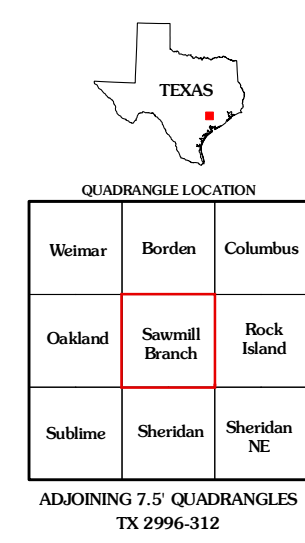 TEXAS
QUADRANGLE LOCATION
Weimar
Borden
Columbus
Oakland
Sawmill
Branch
Rock
Island
Sublime
Sheridan
Sheridan
NE
ADJOINING 7.5' QUADRANGLES
TX 2996-312